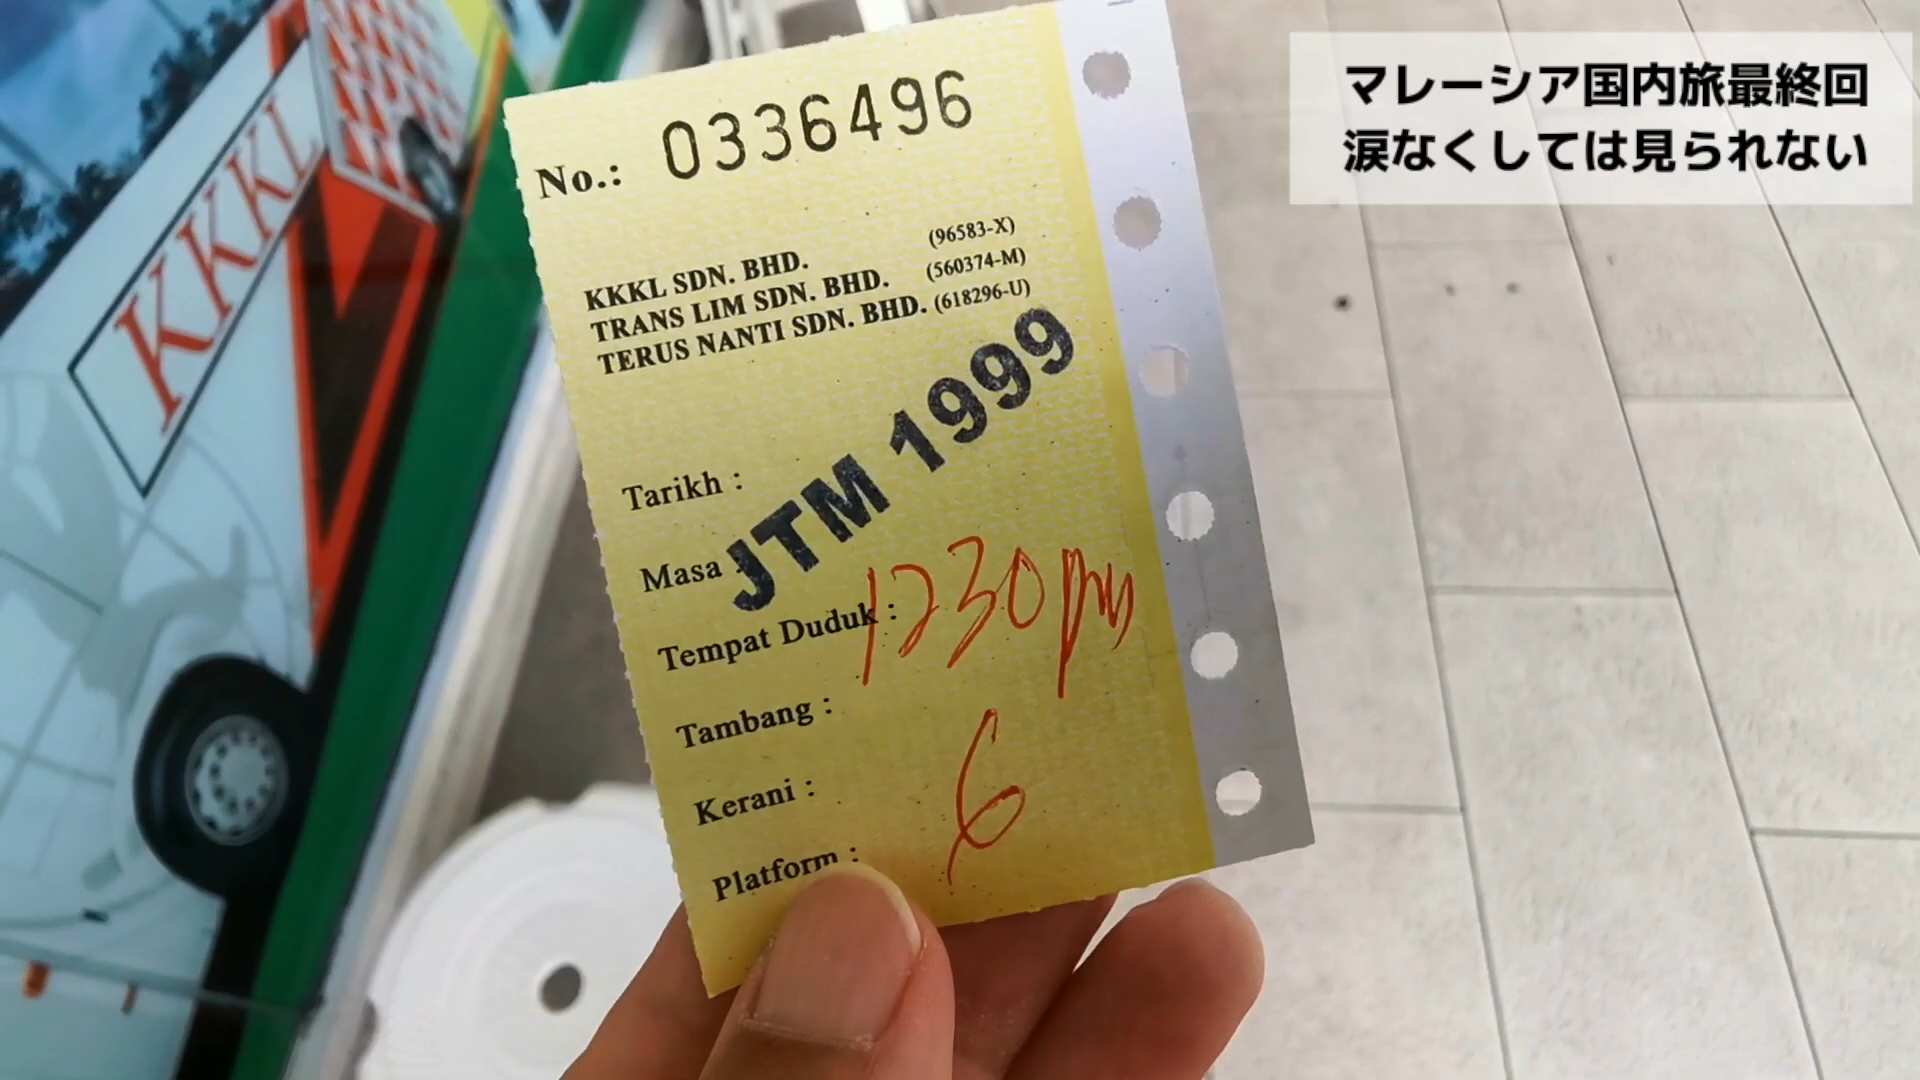 マレーシア国内旅最終回
涙なくしては見られない
KKKL
No.: 0336496
KKKL SDN. BHD. (96583-X)
TRANS LIM SDN. BHD. (560374-M)
TERUS NANTI SDN. BHD. (618296-U)
JTM 1999
Tarikh :
Masa :
1230 pm
Tempat Duduk :
Tambang :
Kerani :
6
Platform :